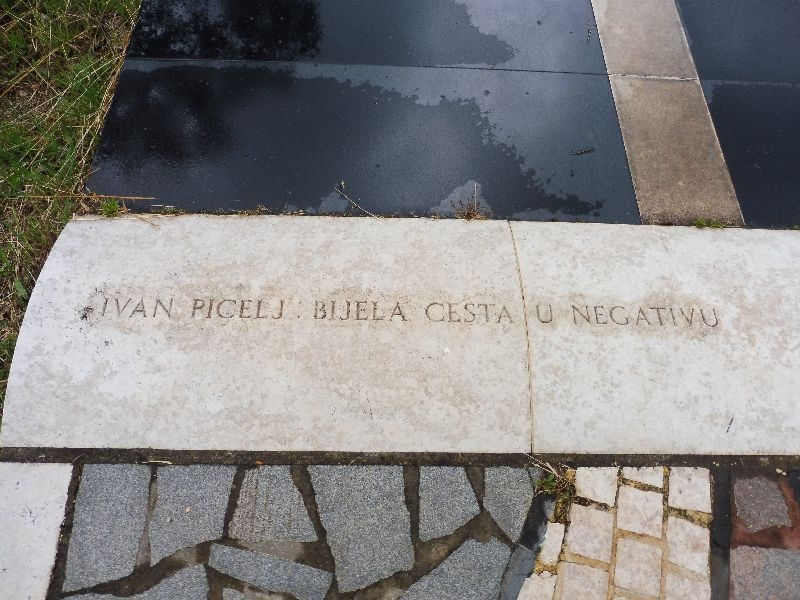 IVAN PICELJ : BIJELA CESTA U NEGATIVU